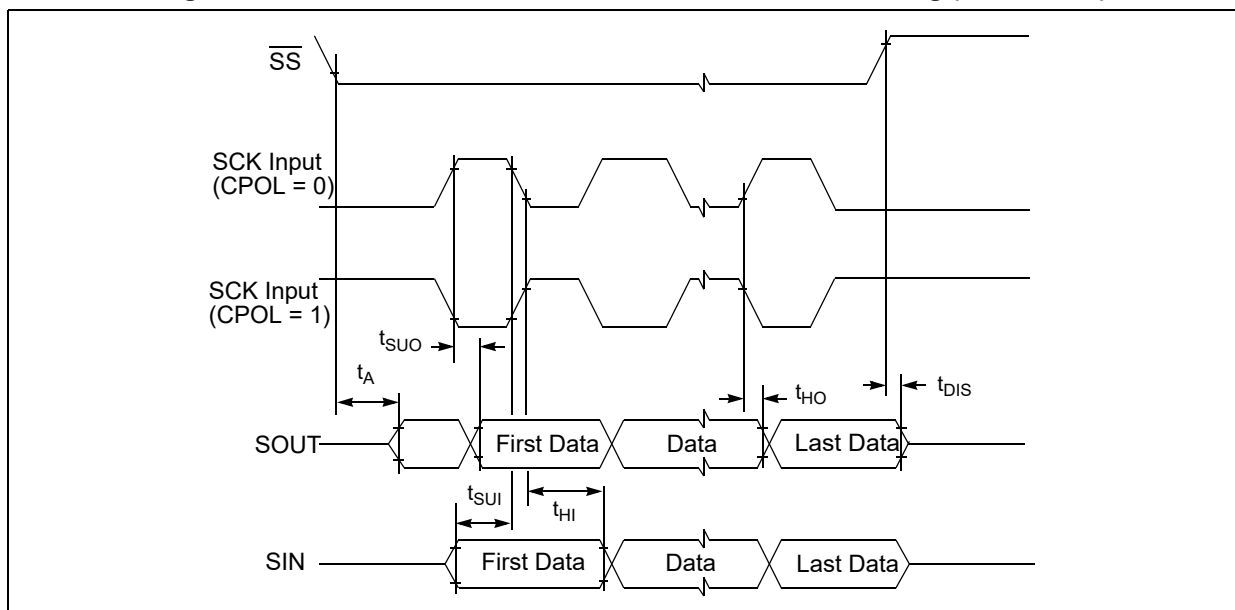 SS
SCK Input
(CPOL = 0)
SCK Input
(CPOL = 1)
tSUO
tA
tHO
tDIS
SOUT
First Data
Data
Last Data
tSUI
tHI
SIN
First Data
Data
Last Data